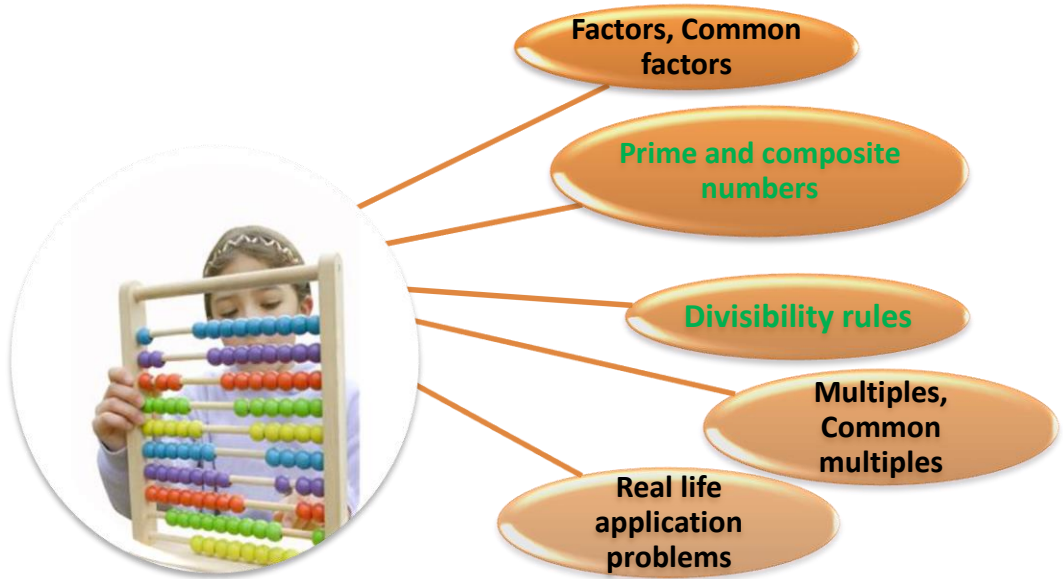 Factors, Common
factors
Prime and composite
numbers
Divisibility rules
Multiples,
Common
multiples
Real life
application
problems